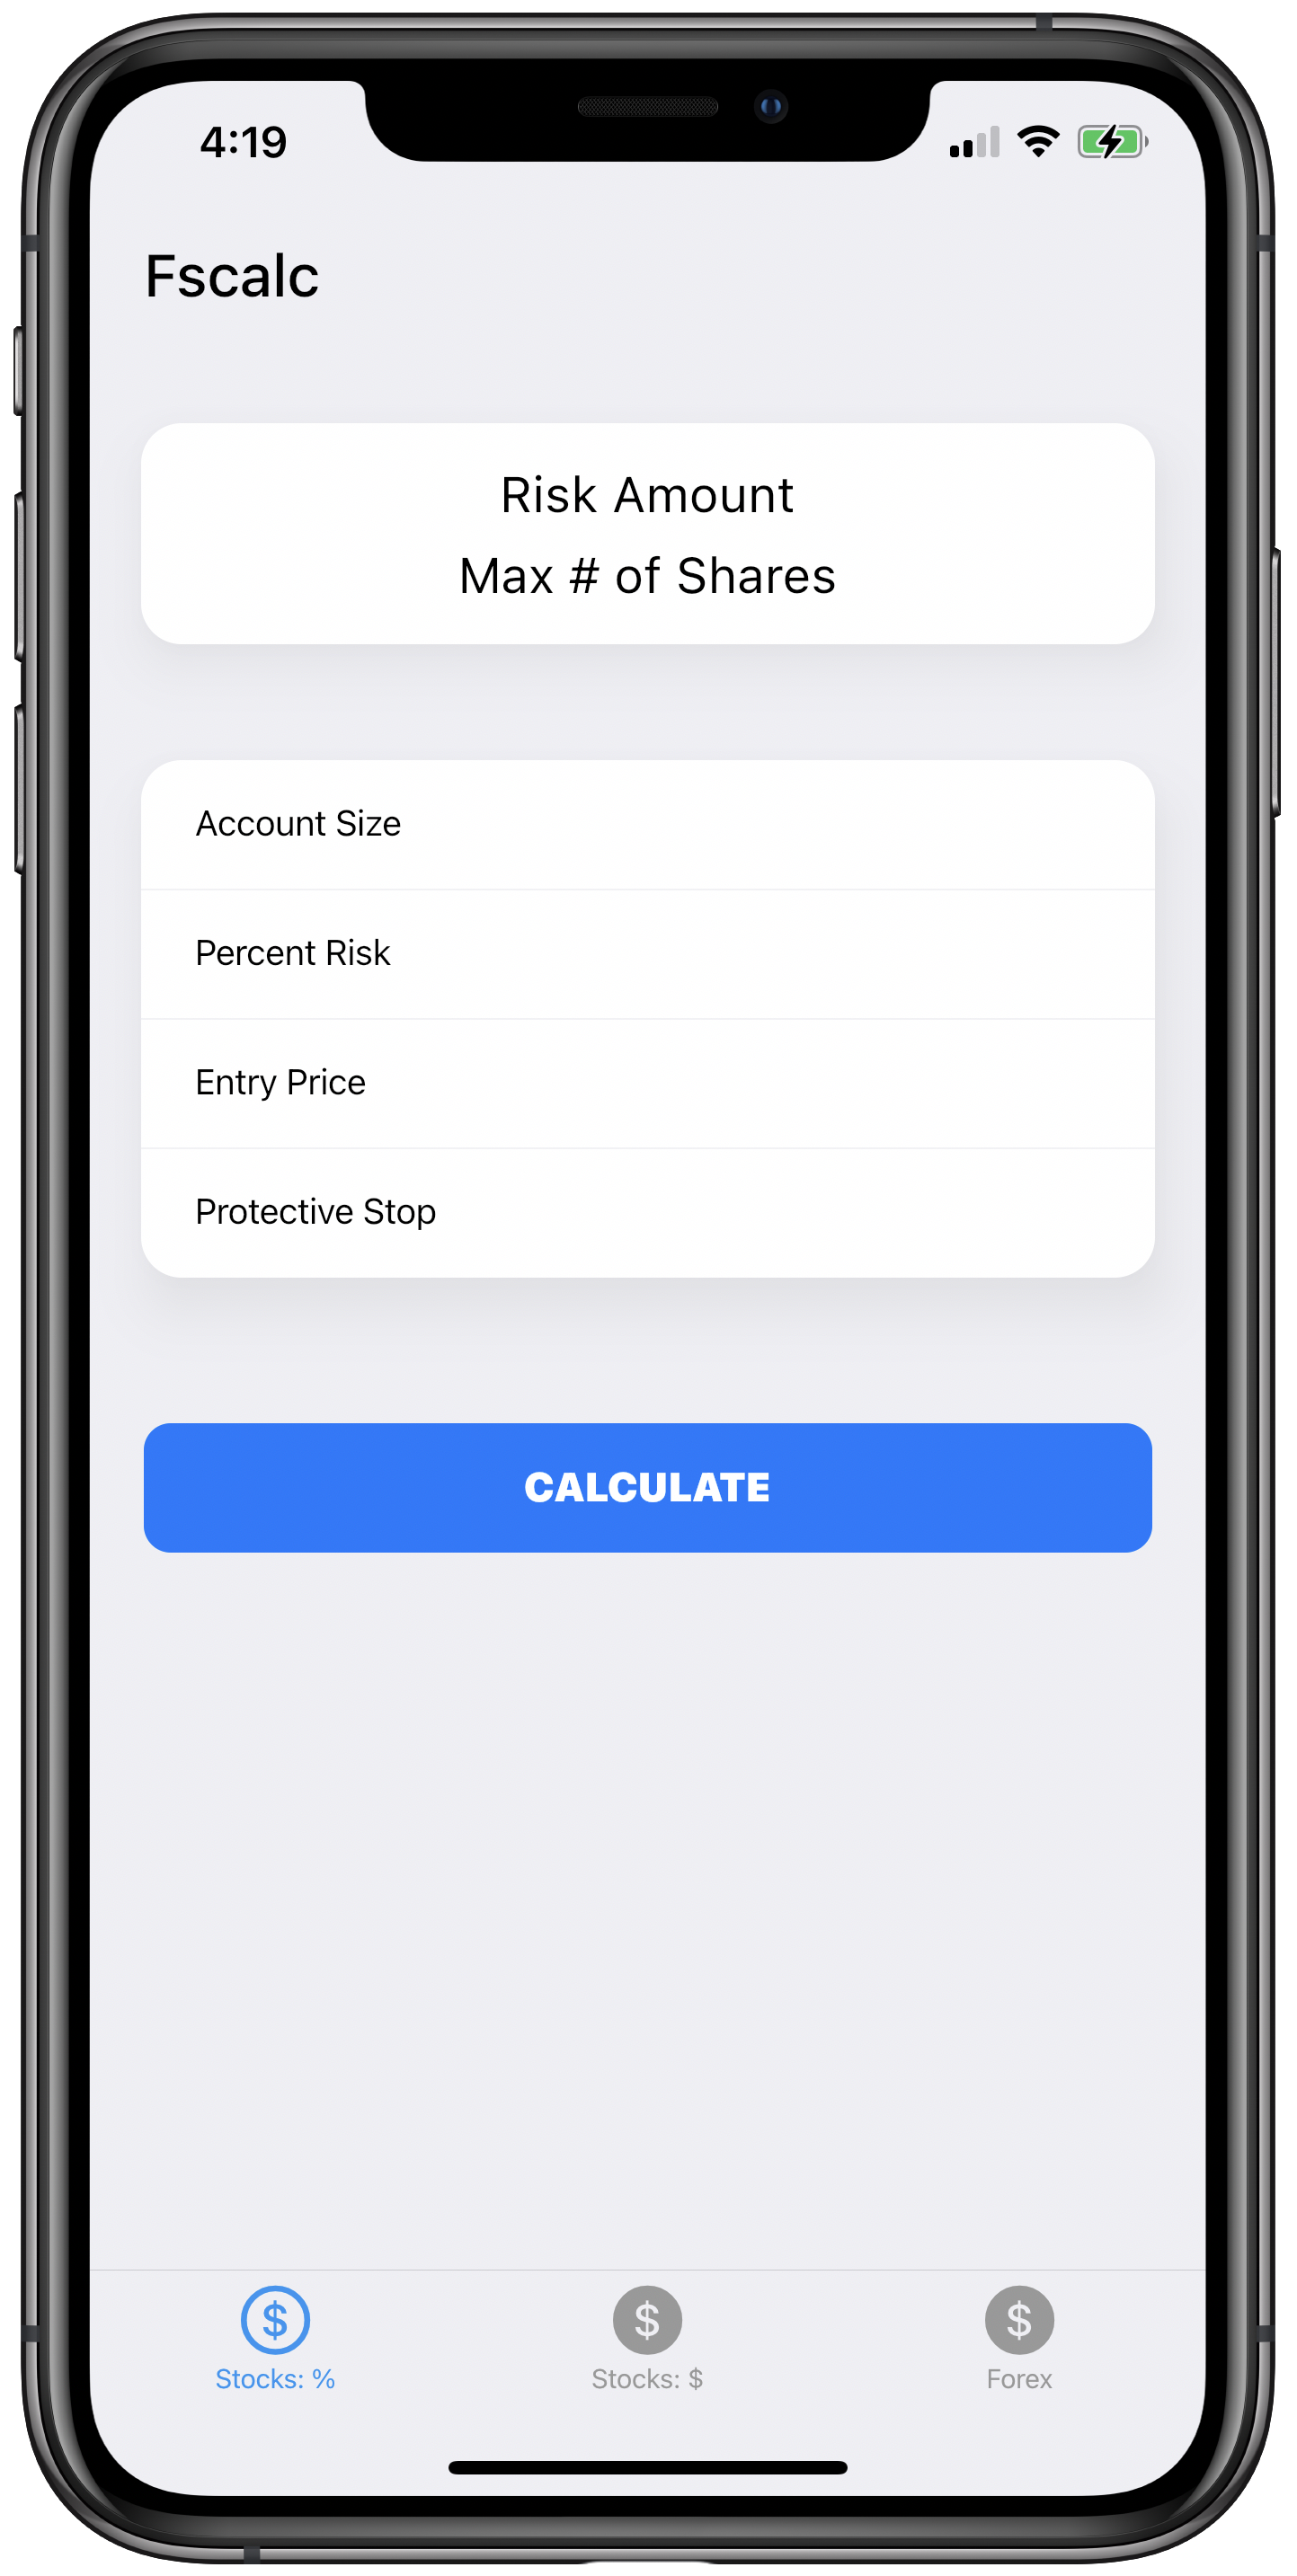 4:19
Fscalc
Risk Amount
Max # of Shares
Account Size
Percent Risk
Entry Price
Protective Stop
CALCULATE
$ $ $
Stocks: % Stocks: $ Forex